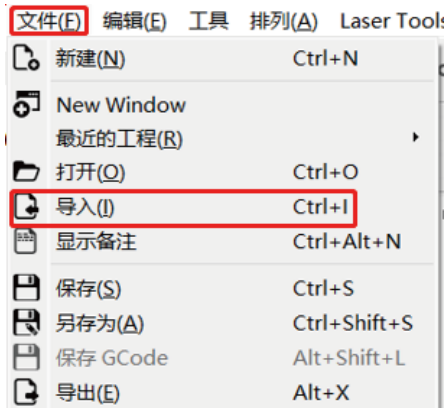 文件(F) 编辑(E) 工具 排列(A) Laser Tools
新建(N) Ctrl+N
New Window
最近的工程(R)
打开(O) Ctrl+O
导入(I) Ctrl+I
显示备注 Ctrl+Alt+N
保存(S) Ctrl+S
另存为(A) Ctrl+Shift+S
保存 GCode Alt+Shift+L
导出(E) Alt+X